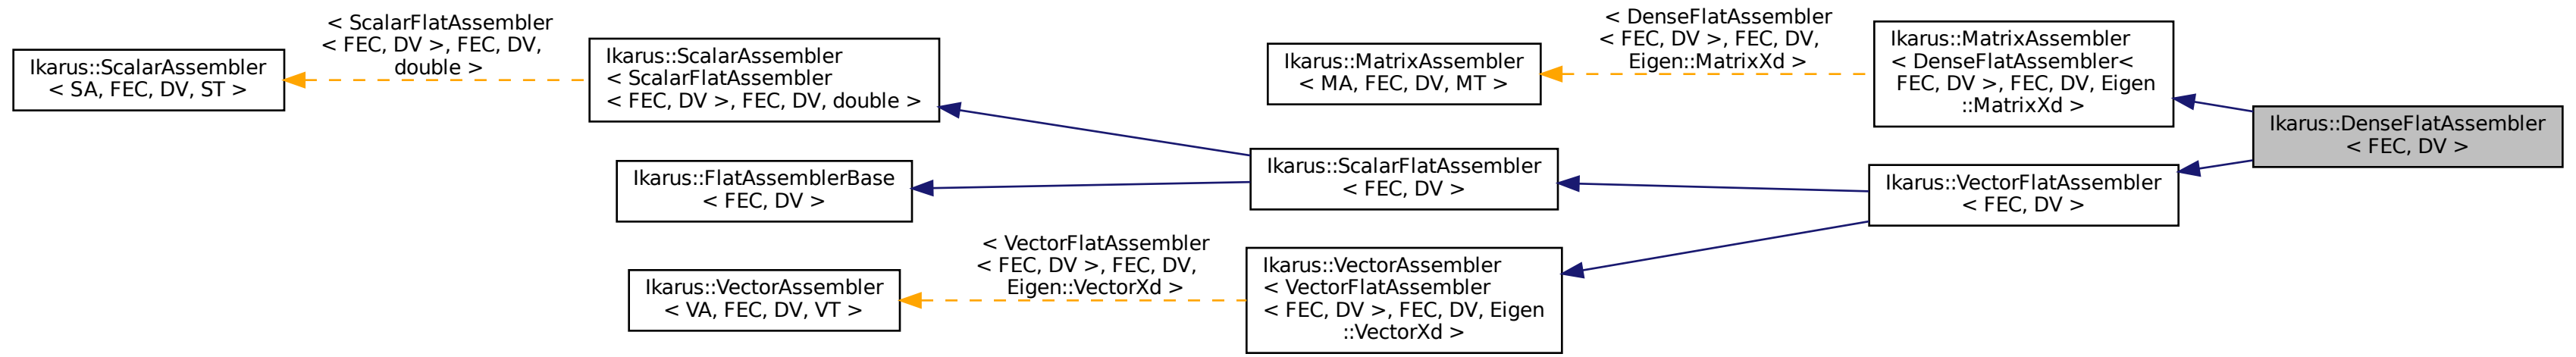 Ikarus::ScalarAssembler
< SA, FEC, DV, ST >
< ScalarFlatAssembler
< FEC, DV >, FEC, DV,
double >
Ikarus::ScalarAssembler
< ScalarFlatAssembler
< FEC, DV >, FEC, DV, double >
Ikarus::FlatAssemblerBase
< FEC, DV >
Ikarus::VectorAssembler
< VA, FEC, DV, VT >
< VectorFlatAssembler
< FEC, DV >, FEC, DV,
Eigen::VectorXd >
Ikarus::MatrixAssembler
< MA, FEC, DV, MT >
Ikarus::ScalarFlatAssembler
< FEC, DV >
Ikarus::VectorAssembler
< VectorFlatAssembler
< FEC, DV >, FEC, DV, Eigen
::VectorXd >
< DenseFlatAssembler
< FEC, DV >, FEC, DV,
Eigen::MatrixXd >
Ikarus::MatrixAssembler
< DenseFlatAssembler<
FEC, DV >, FEC, DV, Eigen
::MatrixXd >
Ikarus::VectorFlatAssembler
< FEC, DV >
Ikarus::DenseFlatAssembler
< FEC, DV >